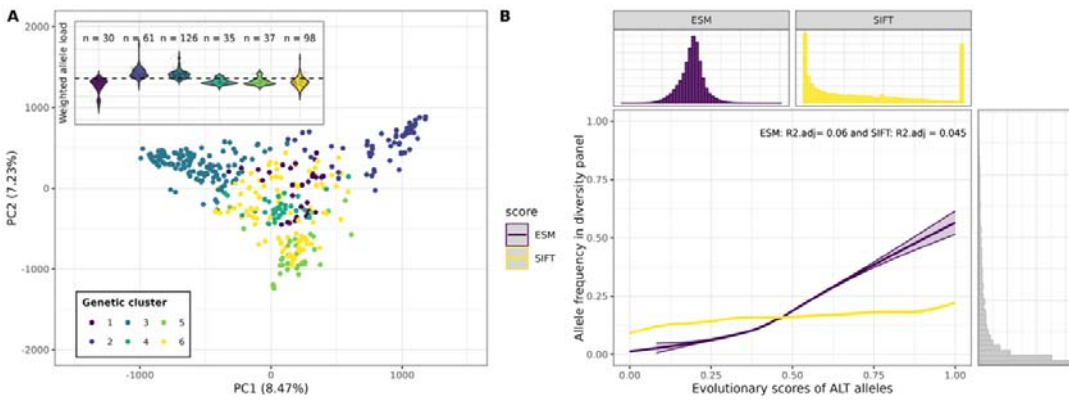 A
2000
1000
0
-1000
-2000
PC2 (7.23%)
Weighted allele load
n = 30 n = 61 n = 126 n = 35 n = 37 n = 98
Genetic cluster
1 3 5
2 4 6
-1000 0 1000
PC1 (8.47%)
B
ESM SIFT
score
ESM
SIFT
Allele frequency in diversity panel
1.00
0.75
0.50
0.25
0.00
ESM: R2.adj= 0.06 and SIFT: R2.adj = 0.045
0.00 0.25 0.50 0.75 1.00
Evolutionary scores of ALT alleles